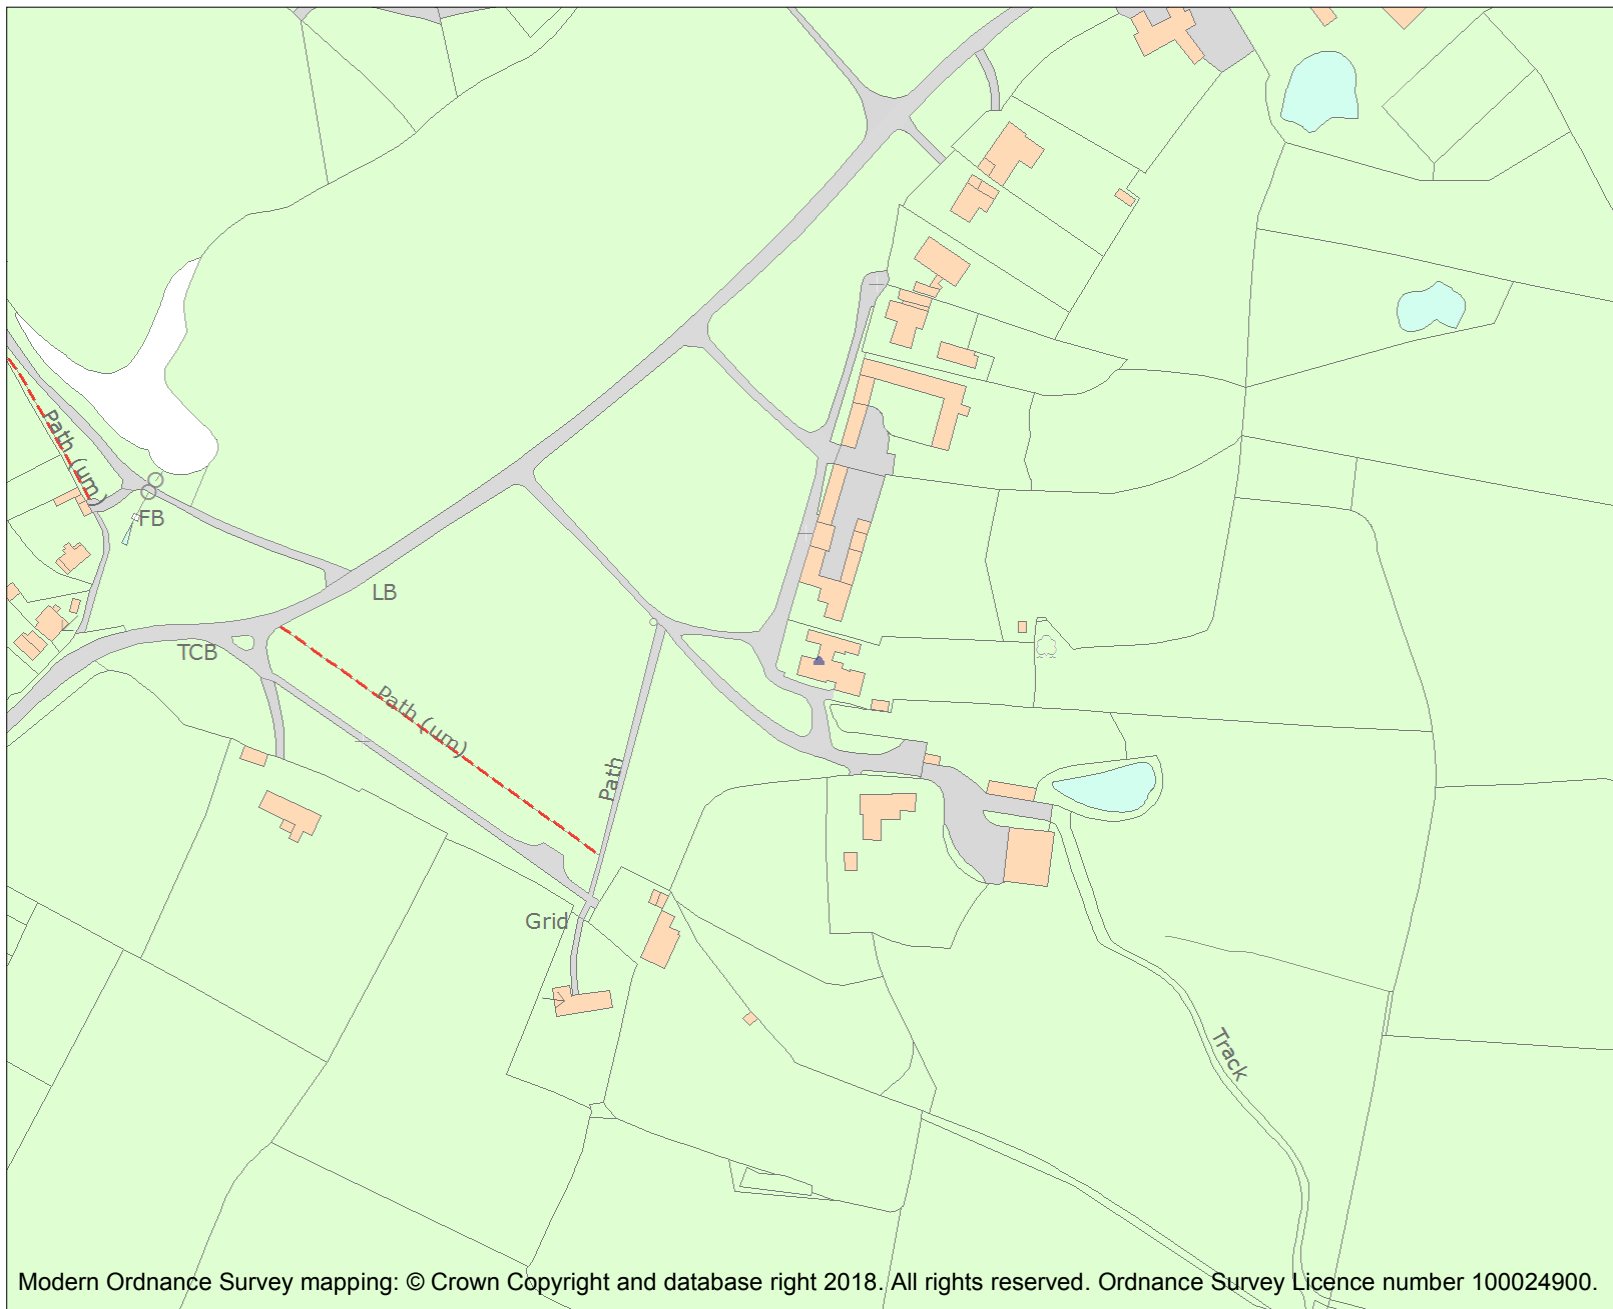 Path (um)
FB
LB
TCB
Path (um)
Path
Grid
Track
Modern Ordnance Survey mapping: © Crown Copyright and database right 2018. All rights reserved. Ordnance Survey Licence number 100024900.